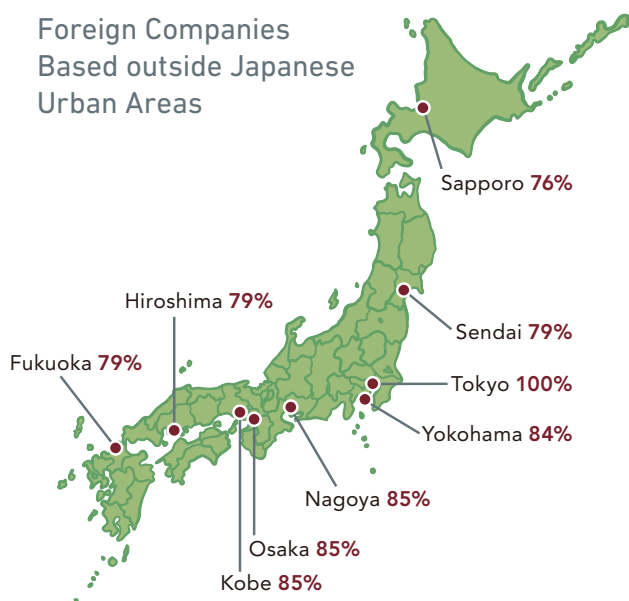 Foreign Companies
Based outside Japanese
Urban Areas
Sapporo 76%
Hiroshima 79%
Sendai 79%
Fukuoka 79%
Tokyo 100%
Yokohama 84%
Nagoya 85%
Osaka 85%
Kobe 85%